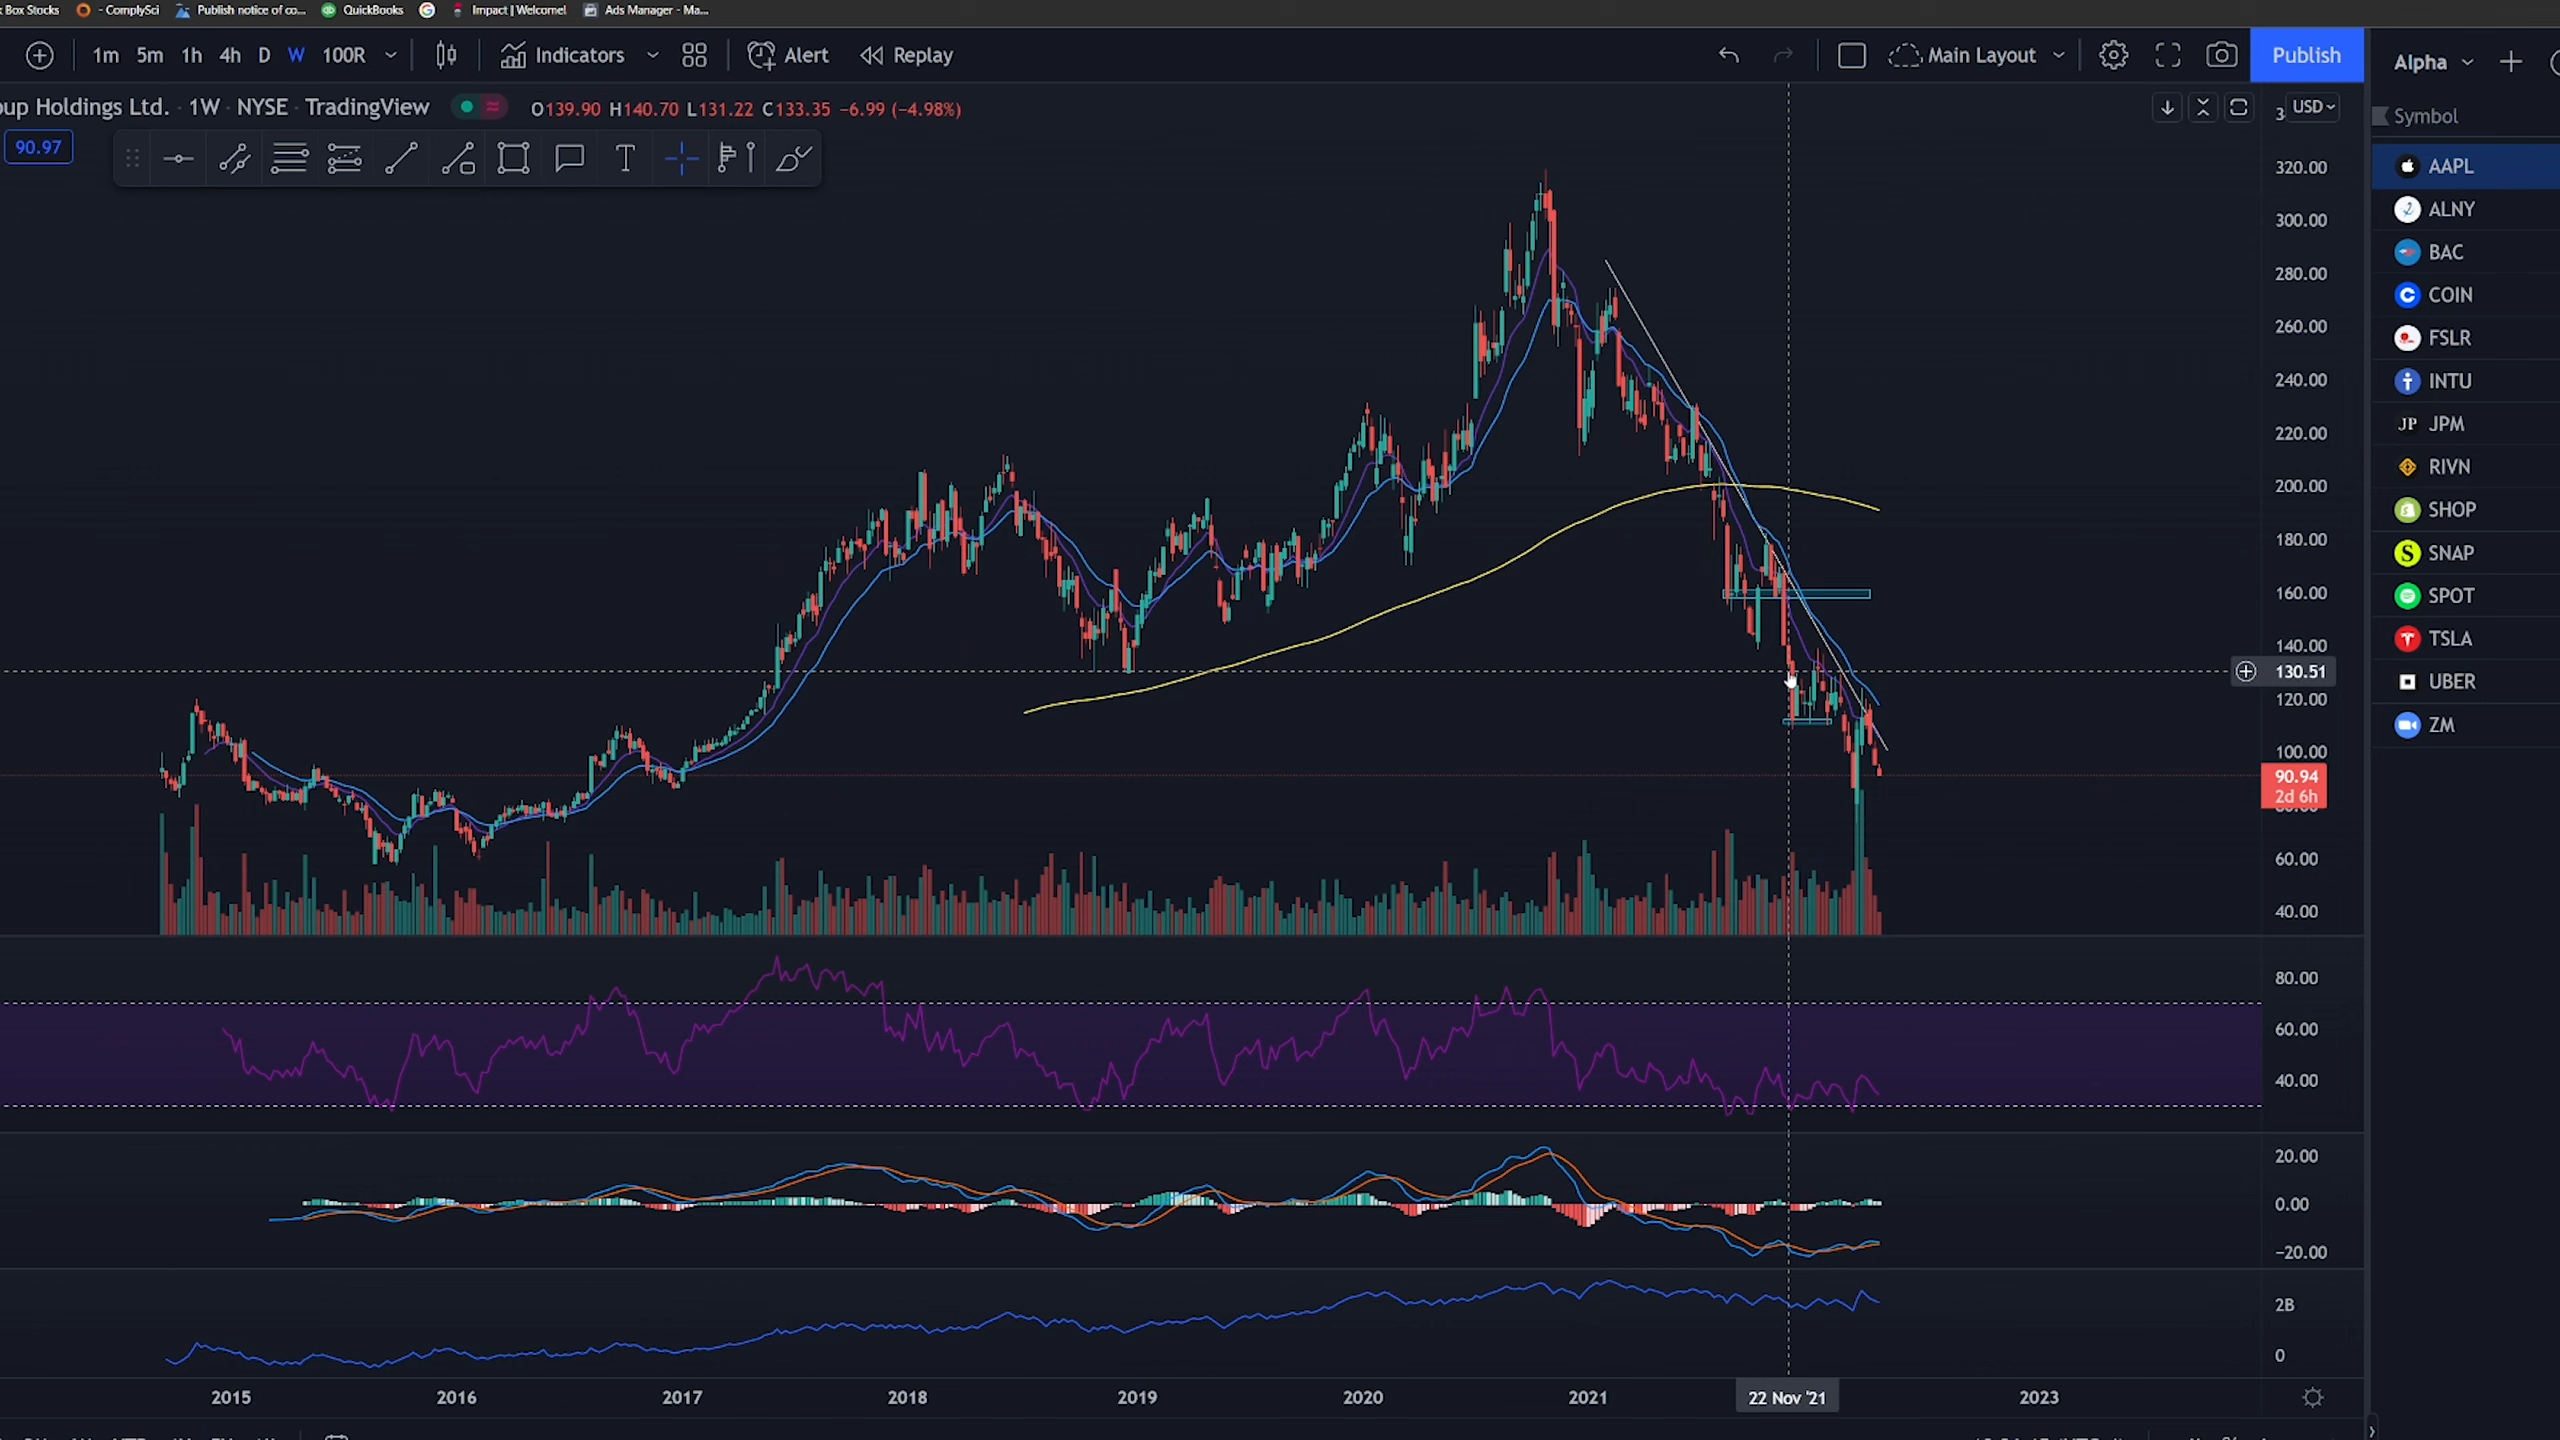 Box Stocks - ComplySci Publish notice of co... QuickBooks Impact | Welcome! Ads Manager - Ma...
1m 5m 1h 4h D W 100R Indicators Alert Replay Main Layout Publish Alpha
oup Holdings Ltd. · 1W · NYSE · TradingView O139.90 H140.70 L131.22 C133.35 −6.99 (−4.98%)
USD
Symbol
90.97
320.00
300.00
280.00
260.00
240.00
220.00
200.00
180.00
160.00
140.00
130.51
120.00
100.00
90.94
2d 6h
60.00
40.00
80.00
60.00
40.00
20.00
0.00
−20.00
2B
0
2015 2016 2017 2018 2019 2020 2021 22 Nov '21 2023
AAPL
ALNY
BAC
COIN
FSLR
INTU
JP JPM
RIVN
SHOP
SNAP
SPOT
TSLA
UBER
ZM